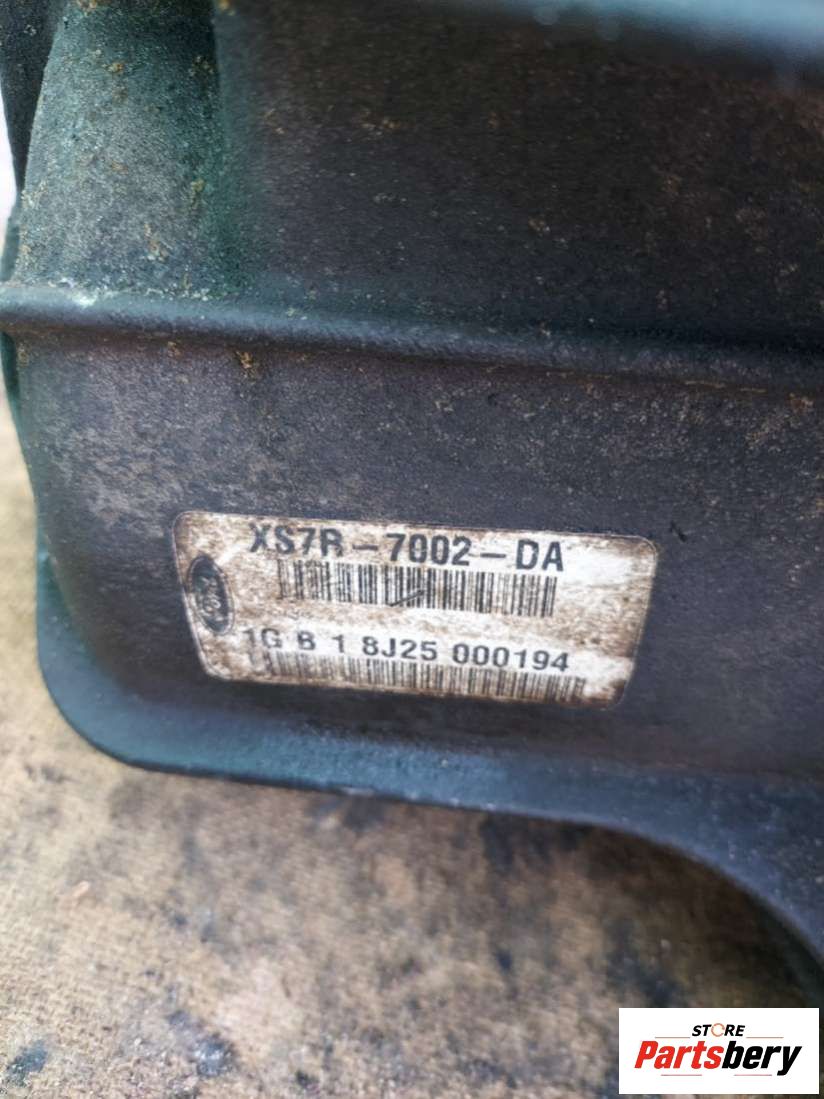 XS7R-7002-DA
Ford
1G B 1 8J25 000194
STORE
Partsbery